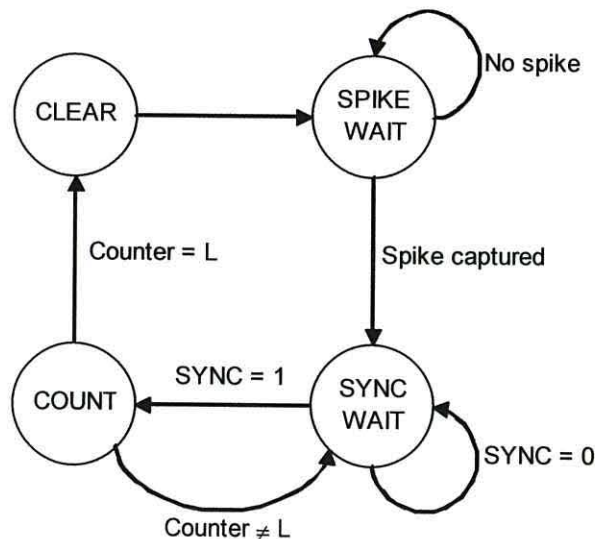 No spike
CLEAR
SPIKE
WAIT
Counter = L
Spike captured
SYNC = 1
COUNT
SYNC
WAIT
SYNC = 0
Counter ≠ L